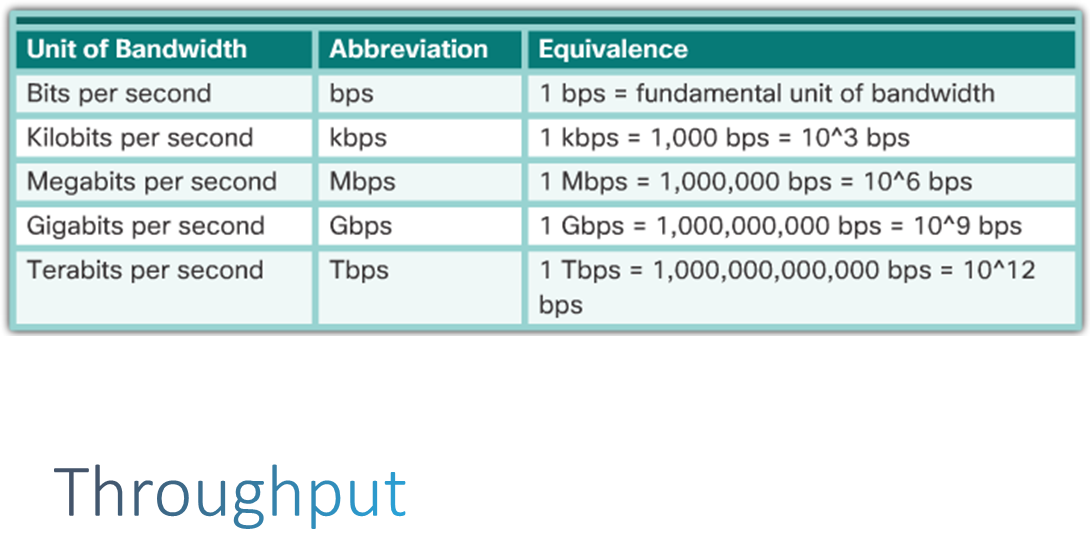 Unit of Bandwidth Abbreviation Equivalence
Bits per second bps 1 bps = fundamental unit of bandwidth
Kilobits per second kbps 1 kbps = 1,000 bps = 10^3 bps
Megabits per second Mbps 1 Mbps = 1,000,000 bps = 10^6 bps
Gigabits per second Gbps 1 Gbps = 1,000,000,000 bps = 10^9 bps
Terabits per second Tbps 1 Tbps = 1,000,000,000,000 bps = 10^12
bps
Throughput